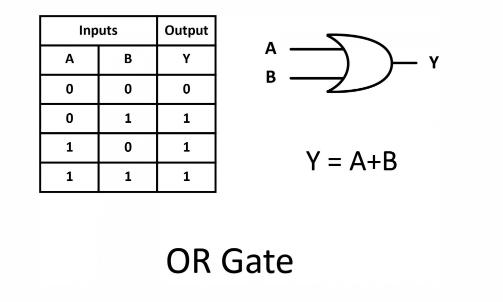 Inputs Output
A B Y
0 0 0
0 1 1
1 0 1
1 1 1
A
B
Y
Y = A+B
OR Gate